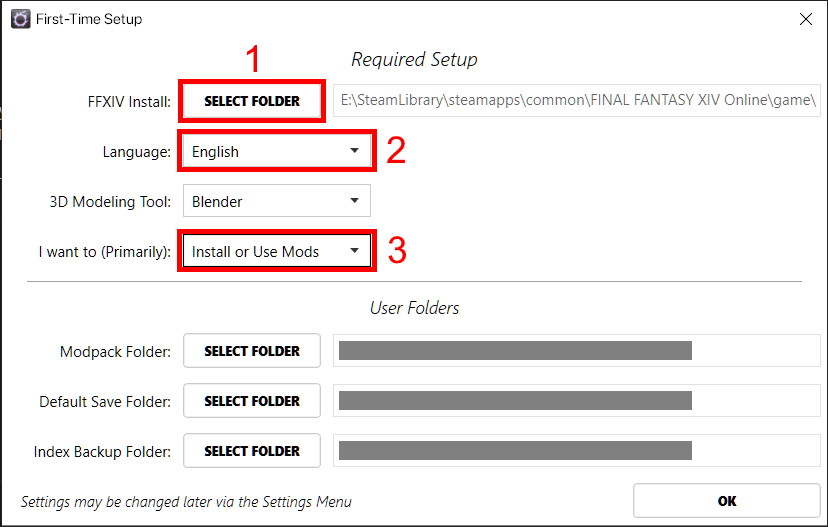 First-Time Setup
1
Required Setup
FFXIV Install: SELECT FOLDER E:\SteamLibrary\steamapps\common\FINAL FANTASY XIV Online\game\
Language: English 2
3D Modeling Tool: Blender
I want to (Primarily): Install or Use Mods 3
User Folders
Modpack Folder: SELECT FOLDER
Default Save Folder: SELECT FOLDER
Index Backup Folder: SELECT FOLDER
Settings may be changed later via the Settings Menu OK